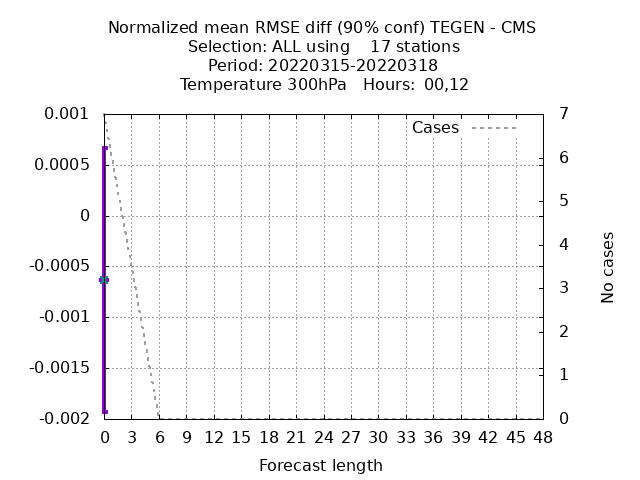 Normalized mean RMSE diff (90% conf) TEGEN - CMS
Selection: ALL using    17 stations
Period: 20220315-20220318
Temperature 300hPa   Hours: 00,12
Cases
0.001
0.0005
0
-0.0005
-0.001
-0.0015
-0.002
7
6
5
4
3
2
1
0
No cases
0 3 6 9 12 15 18 21 24 27 30 33 36 39 42 45 48
Forecast length